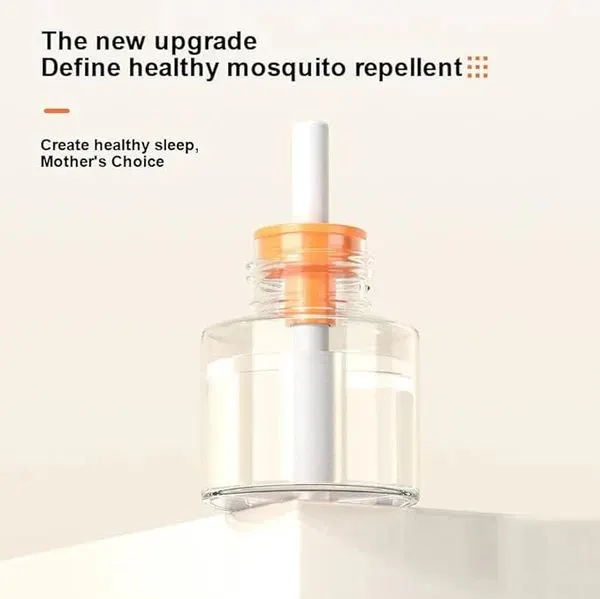 The new upgrade
Define healthy mosquito repellent
Create healthy sleep,
Mother's Choice